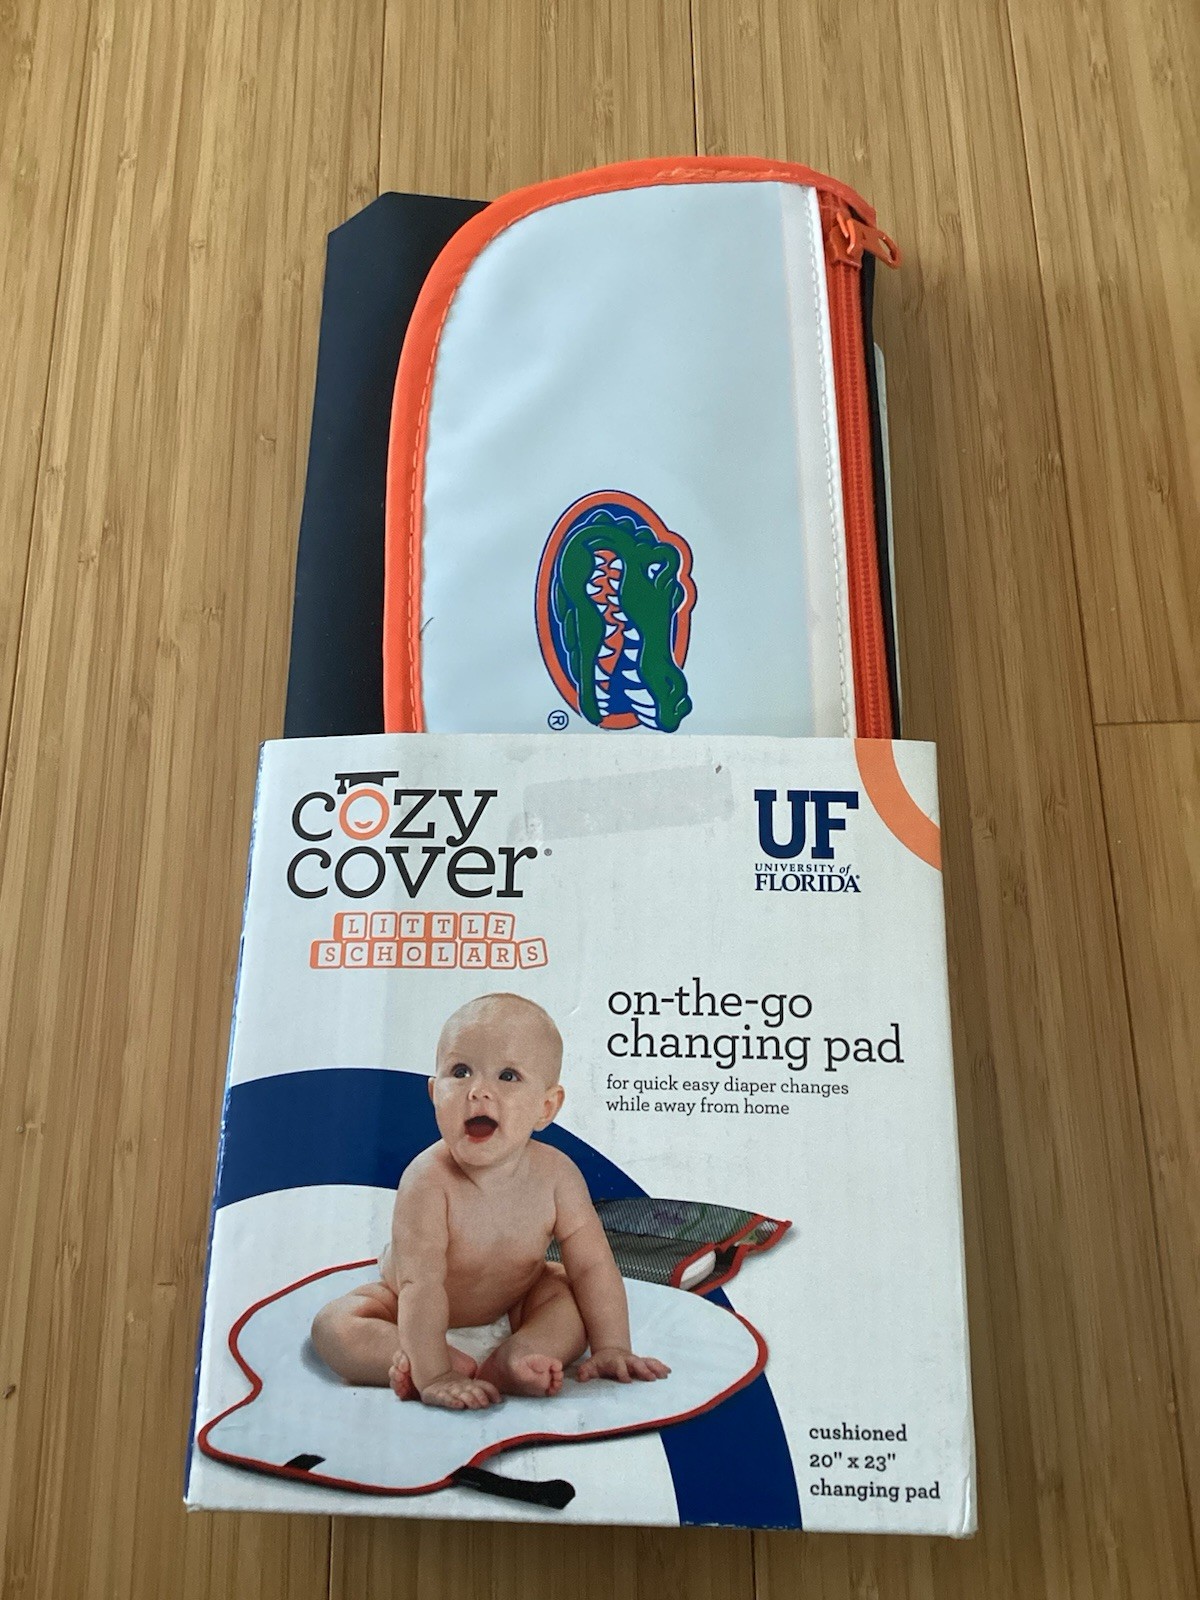 ®
cozy
cover®
LITTLE
SCHOLARS
UF
UNIVERSITY of
FLORIDA®
on-the-go
changing pad
for quick easy diaper changes
while away from home
cushioned
20" x 23"
changing pad